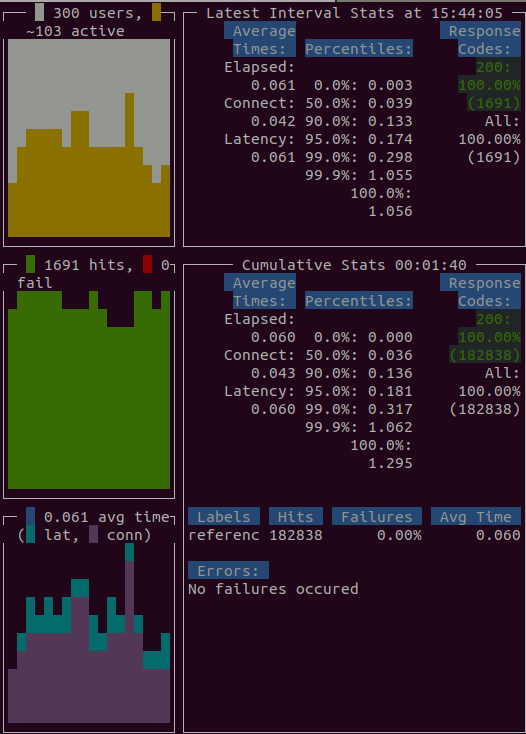 300 users,
~103 active
Latest Interval Stats at 15:44:05
Average Response
Times: Percentiles: Codes:
Elapsed: 200:
0.061 0.0%: 0.003 100.00%
Connect: 50.0%: 0.039 (1691)
0.042 90.0%: 0.133 All:
Latency: 95.0%: 0.174 100.00%
0.061 99.0%: 0.298 (1691)
99.9%: 1.055
100.0%:
1.056
1691 hits, 0
fail
Cumulative Stats 00:01:40
Average Response
Times: Percentiles: Codes:
Elapsed: 200:
0.060 0.0%: 0.000 100.00%
Connect: 50.0%: 0.036 (182838)
0.043 90.0%: 0.136 All:
Latency: 95.0%: 0.181 100.00%
0.060 99.0%: 0.317 (182838)
99.9%: 1.062
100.0%:
1.295
0.061 avg time
( lat, conn)
Labels Hits Failures Avg Time
referenc 182838 0.00% 0.060
Errors:
No failures occured